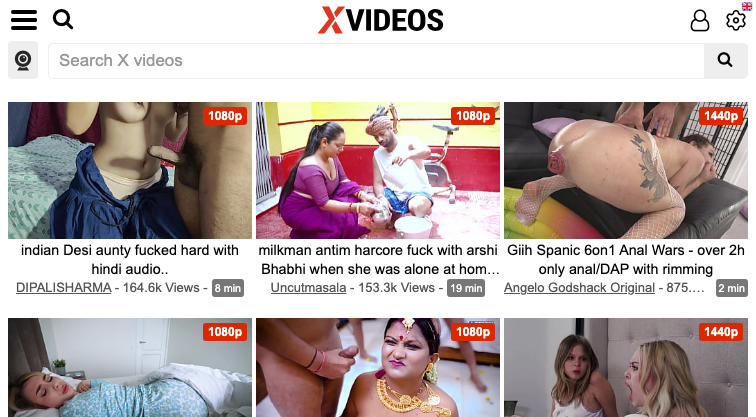 XVIDEOS
Search X videos
1080p
1080p
1440p
indian Desi aunty fucked hard with
hindi audio..
DIPALISHARMA - 164.6k Views - 8 min
milkman antim harcore fuck with arshi
Bhabhi when she was alone at hom…
Uncutmasala - 153.3k Views - 19 min
Giih Spanic 6on1 Anal Wars - over 2h
only anal/DAP with rimming
Angelo Godshack Original - 875.… 2 min
1080p
1080p
1440p